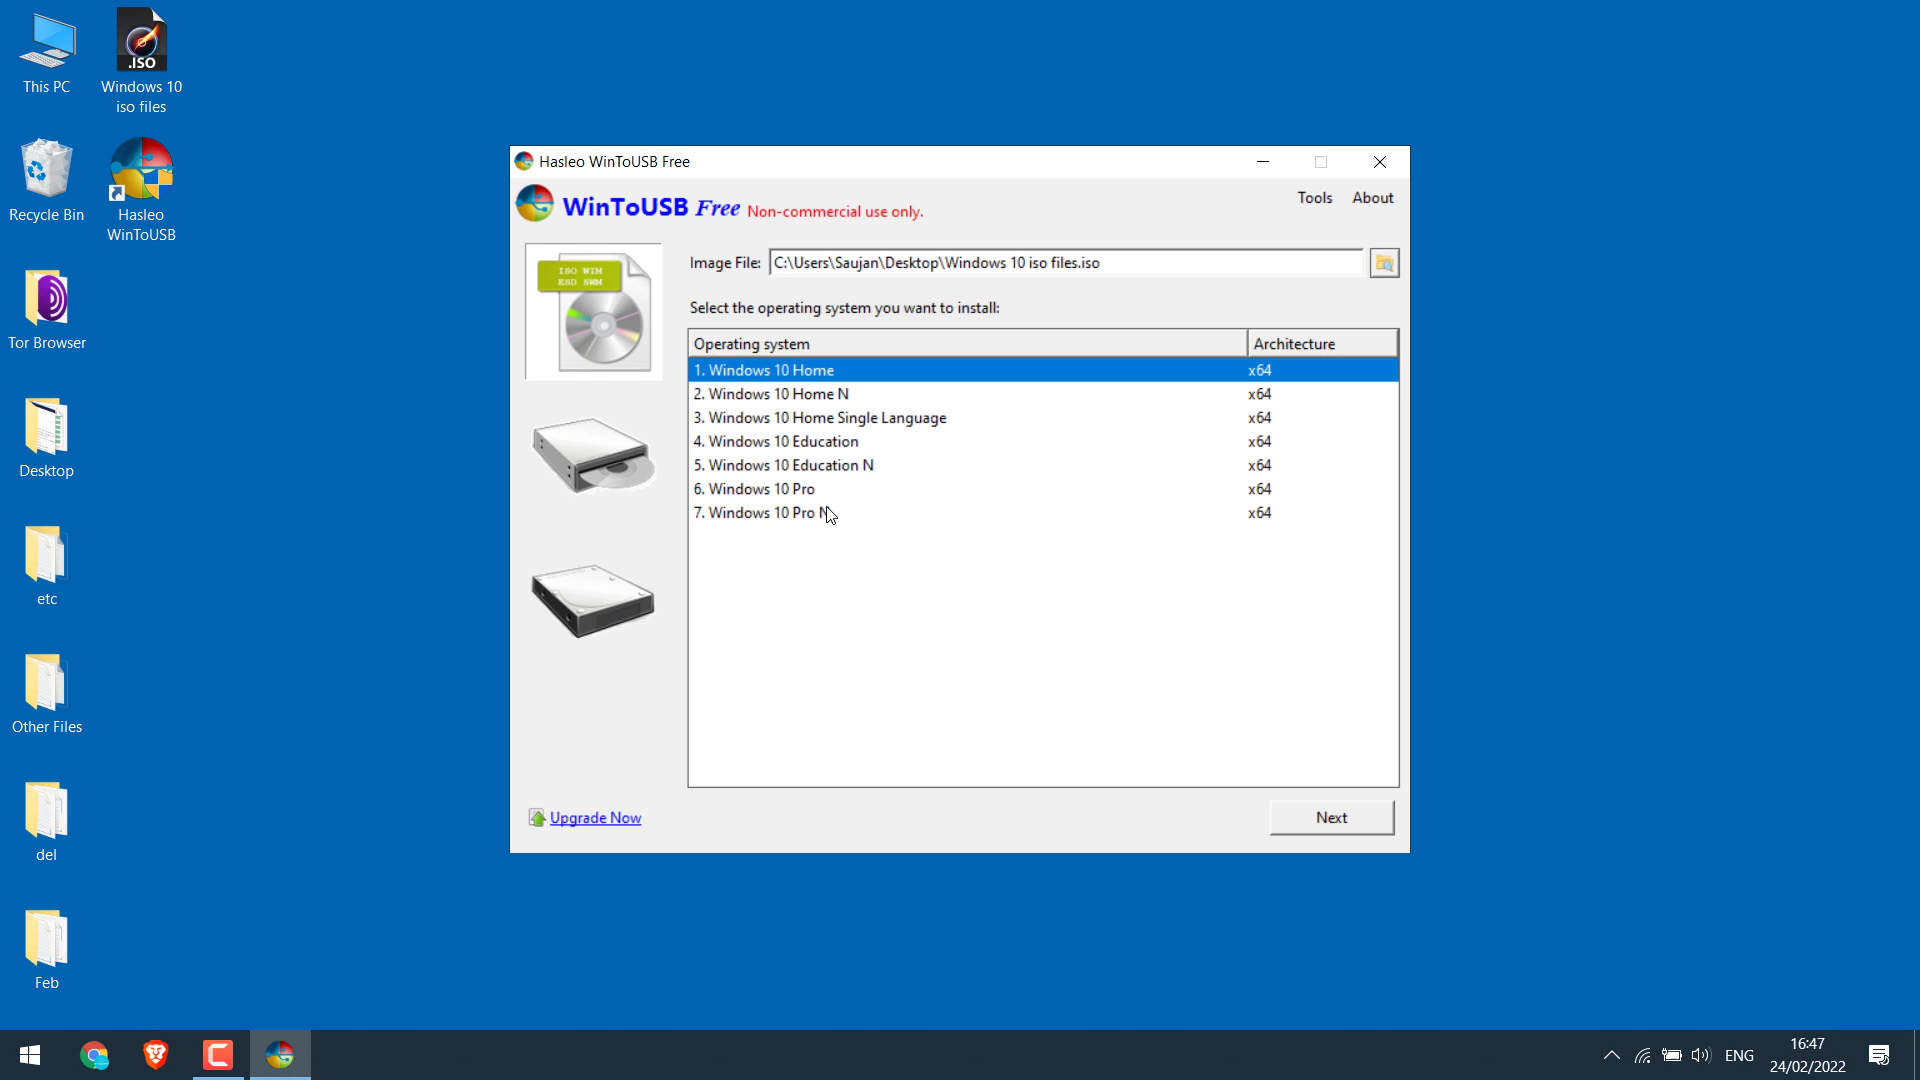 This PC
Windows 10
iso files
.ISO
Recycle Bin
Hasleo
WinToUSB
Tor Browser
Desktop
etc
Other Files
del
Feb
Hasleo WinToUSB Free
WinToUSB Free Non-commercial use only.
Tools About
ISO WIM
ESD SWM
Image File: C:\Users\Saujan\Desktop\Windows 10 iso files.iso
Select the operating system you want to install:
Operating system Architecture
1. Windows 10 Home x64
2. Windows 10 Home N x64
3. Windows 10 Home Single Language x64
4. Windows 10 Education x64
5. Windows 10 Education N x64
6. Windows 10 Pro x64
7. Windows 10 Pro N x64
Upgrade Now
Next
ENG
16:47
24/02/2022